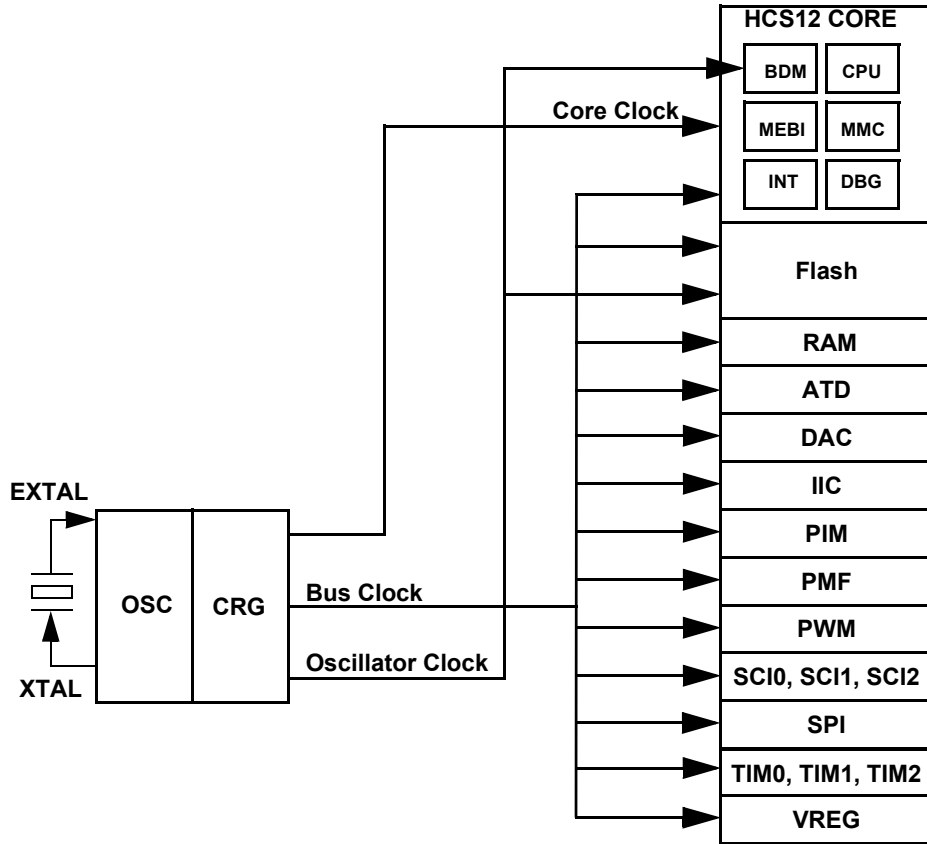 HCS12 CORE
BDM
CPU
Core Clock
MEBI
MMC
INT
DBG
Flash
RAM
ATD
DAC
EXTAL
IIC
PIM
OSC
CRG
Bus Clock
PMF
PWM
Oscillator Clock
XTAL
SCI0, SCI1, SCI2
SPI
TIM0, TIM1, TIM2
VREG